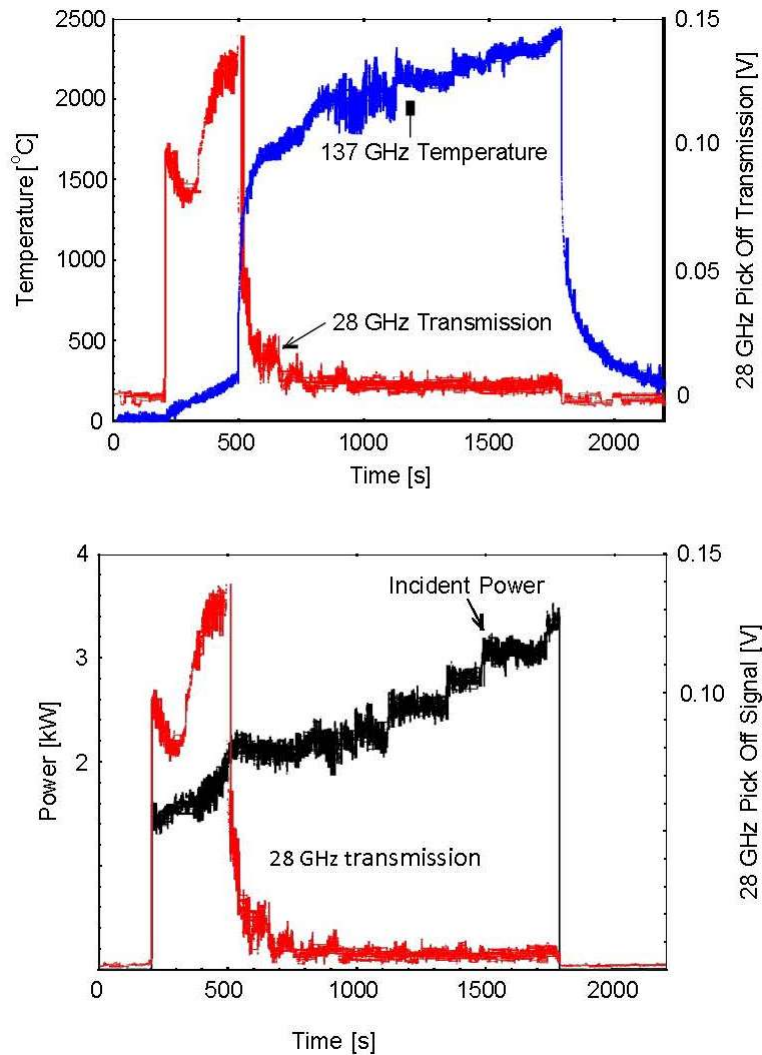 2500
2000
1500
1000
500
0
Temperature [°C]
0.15
0.10
0.05
0
28 GHz Pick Off Transmission [V]
137 GHz Temperature
28 GHz Transmission
0
500
1000
1500
2000
Time [s]
4
3
2
Power [kW]
0.15
0.10
28 GHz Pick Off Signal [V]
Incident Power
28 GHz transmission
0
500
1000
1500
2000
Time [s]